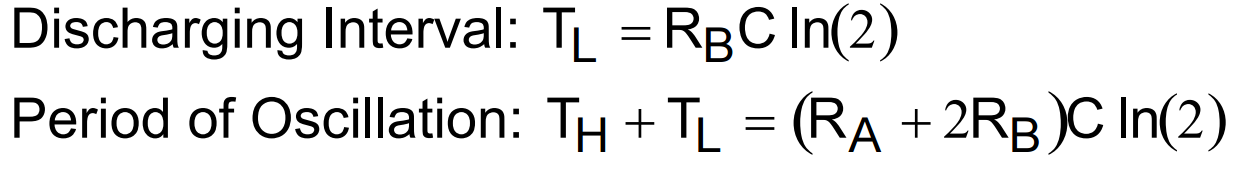 Discharging Interval: T_L = R_B C ln(2)
Period of Oscillation: T_H + T_L = (R_A + 2R_B)C ln(2)